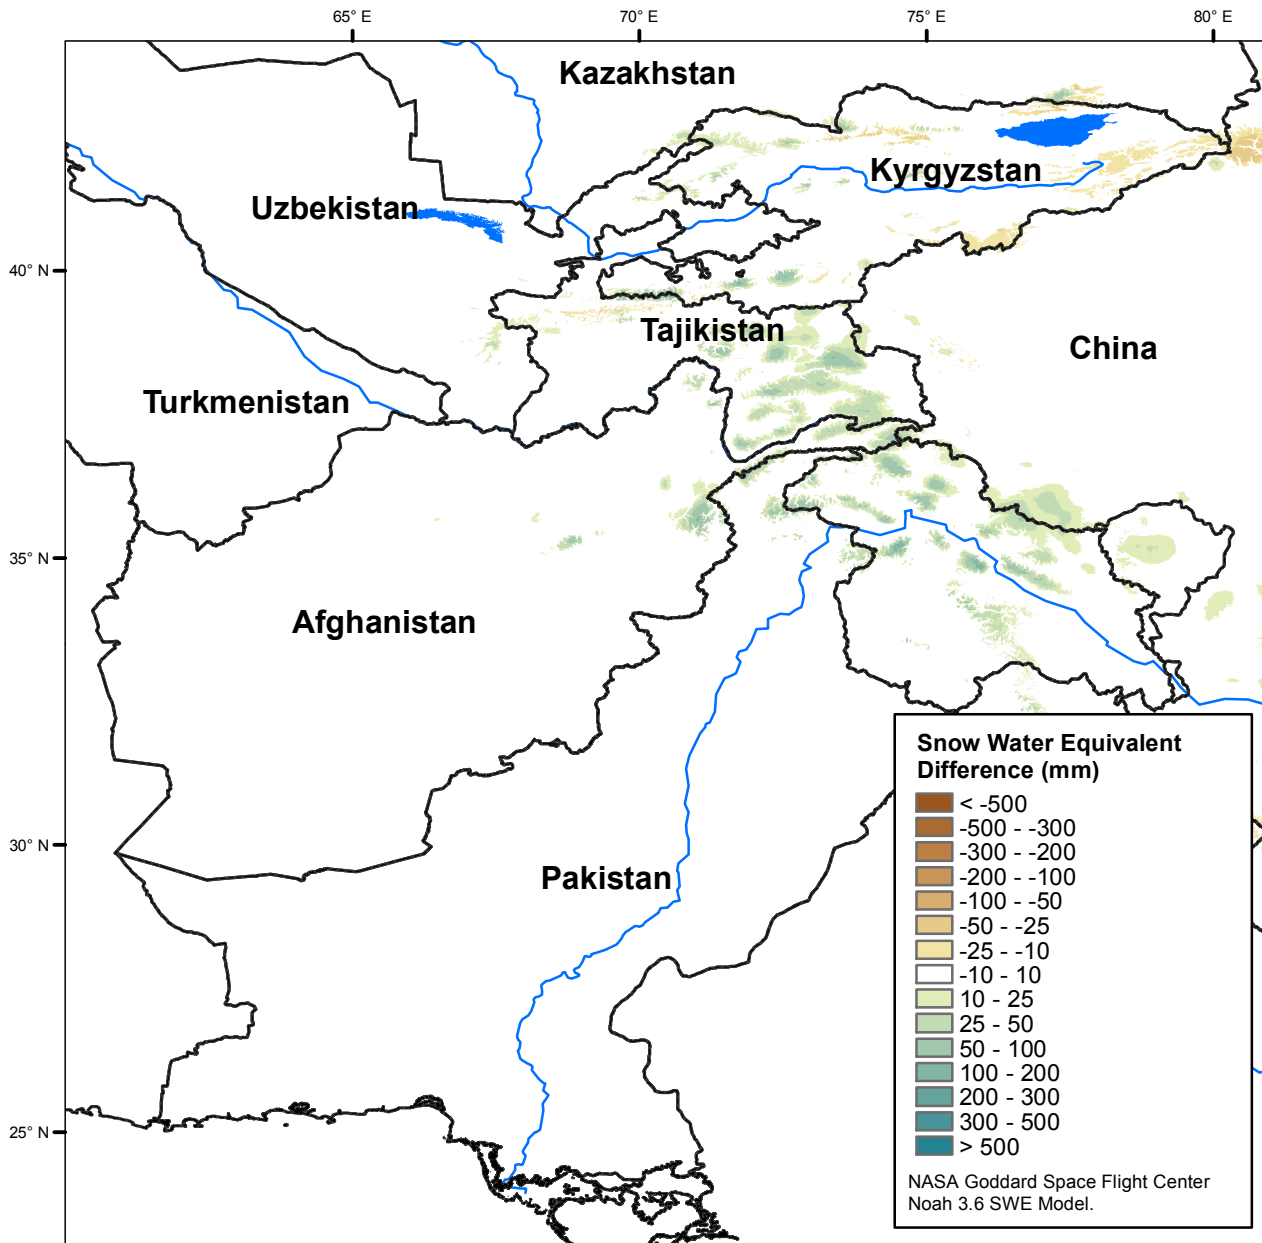 65° E
70° E
75° E
80° E
Kazakhstan
Kyrgyzstan
Uzbekistan
40° N
Tajikistan
China
Turkmenistan
35° N
Afghanistan
30° N
Pakistan
25° N
Snow Water Equivalent
Difference (mm)
< -500
-500 - -300
-300 - -200
-200 - -100
-100 - -50
-50 - -25
-25 - -10
-10 - 10
10 - 25
25 - 50
50 - 100
100 - 200
200 - 300
300 - 500
> 500
NASA Goddard Space Flight Center
Noah 3.6 SWE Model.